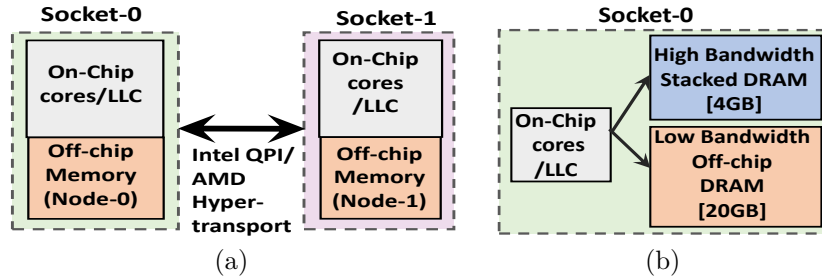 Socket-0
On-Chip
cores/LLC
Off-chip
Memory
(Node-0)
Intel QPI/
AMD
Hyper-
transport
Socket-1
On-Chip
cores
/LLC
Off-chip
Memory
(Node-1)
(a)
Socket-0
On-Chip
cores
/LLC
High Bandwidth
Stacked DRAM
[4GB]
Low Bandwidth
Off-chip
DRAM
[20GB]
(b)